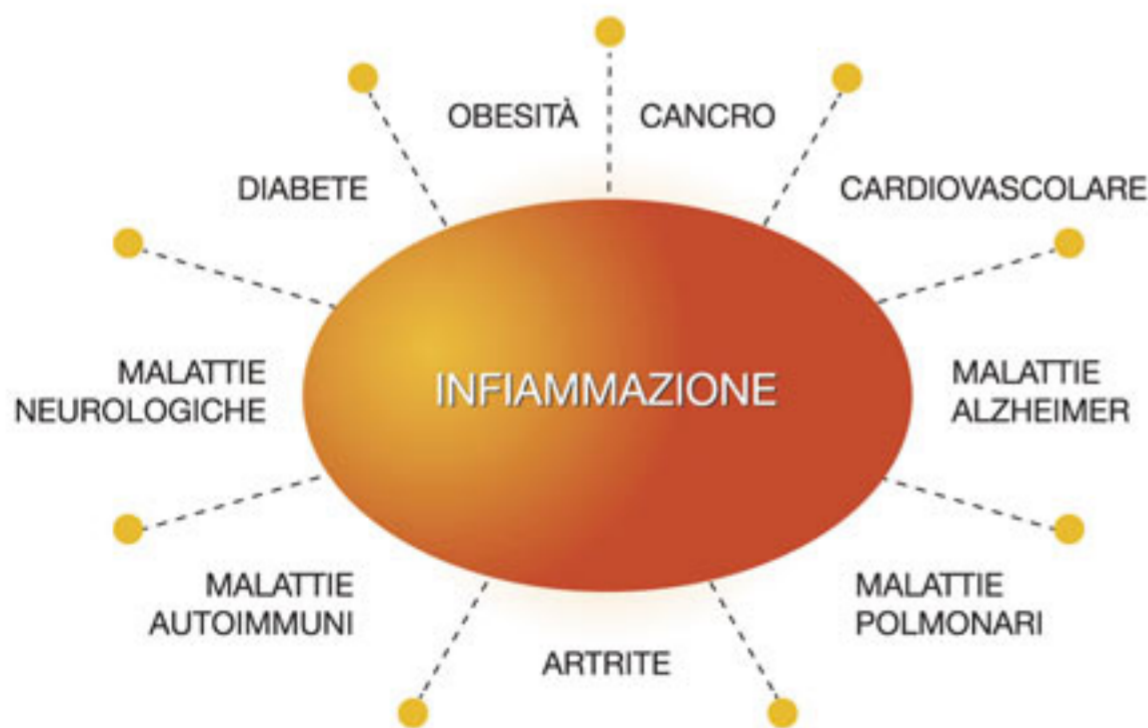 OBESITÀ
CANCRO
DIABETE
CARDIOVASCOLARE
INFIAMMAZIONE
MALATTIE
NEUROLOGICHE
MALATTIE
ALZHEIMER
MALATTIE
AUTOIMMUNI
MALATTIE
POLMONARI
ARTRITE